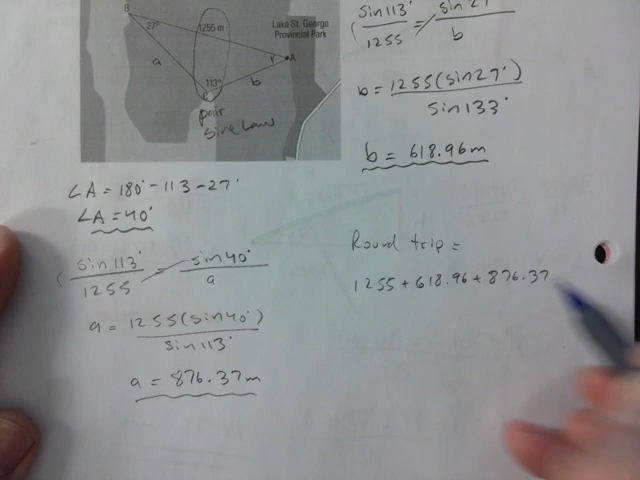 B
27°
1255 m
Lake St. George
Provincial Park
A
a
b
113°
C
pair
sine Law
∠A = 180° - 113 - 27°
∠A = 40°
sin 113° / 1255 = sin 40° / a
a = 1255 (sin 40°) / sin 113°
a = 876.37m
sin 113° / 1255 = sin 27° / b
b = 1255 (sin 27°) / sin 133°
b = 618.96m
Round trip =
1255 + 618.96 + 876.37